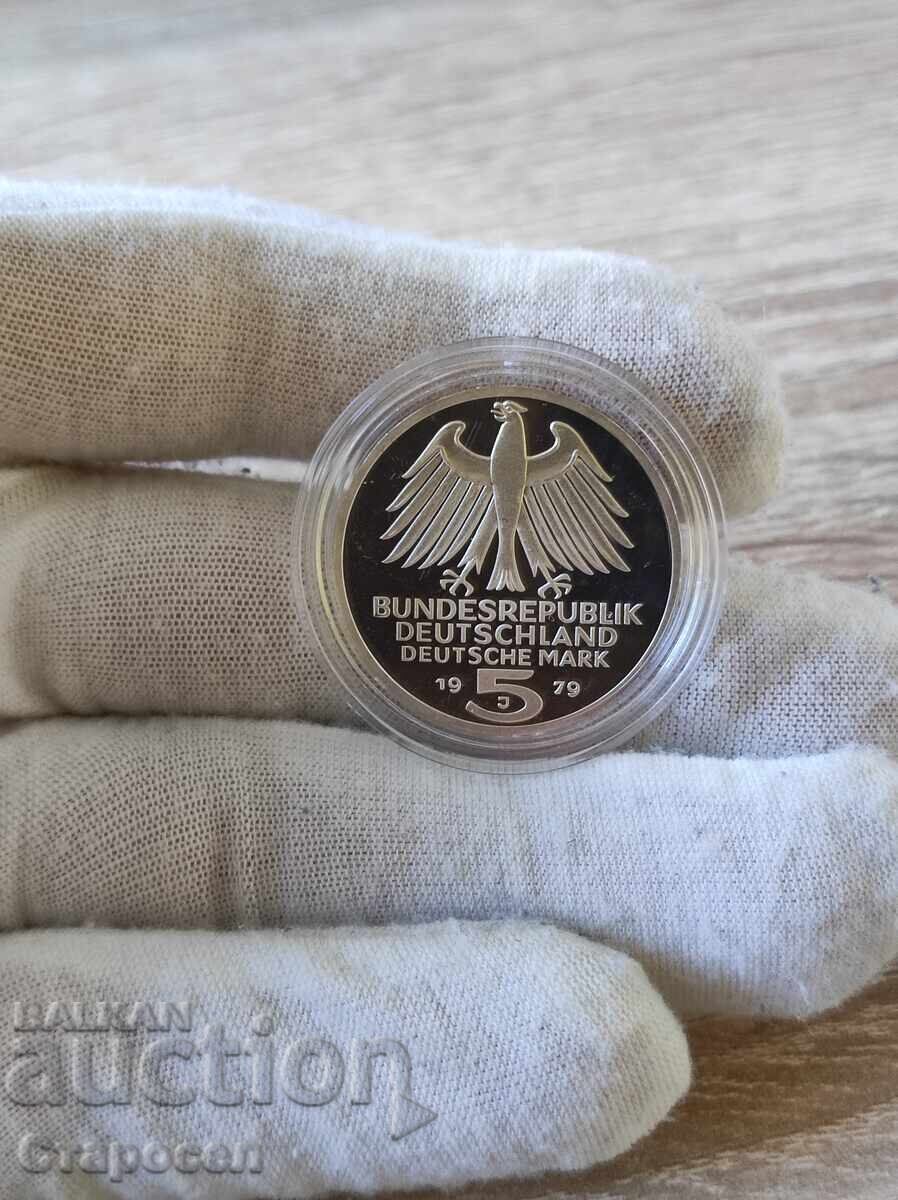 BUNDESREPUBLIK
DEUTSCHLAND
DEUTSCHE MARK
19 5 79
J
BALKAN
auction
Старосел